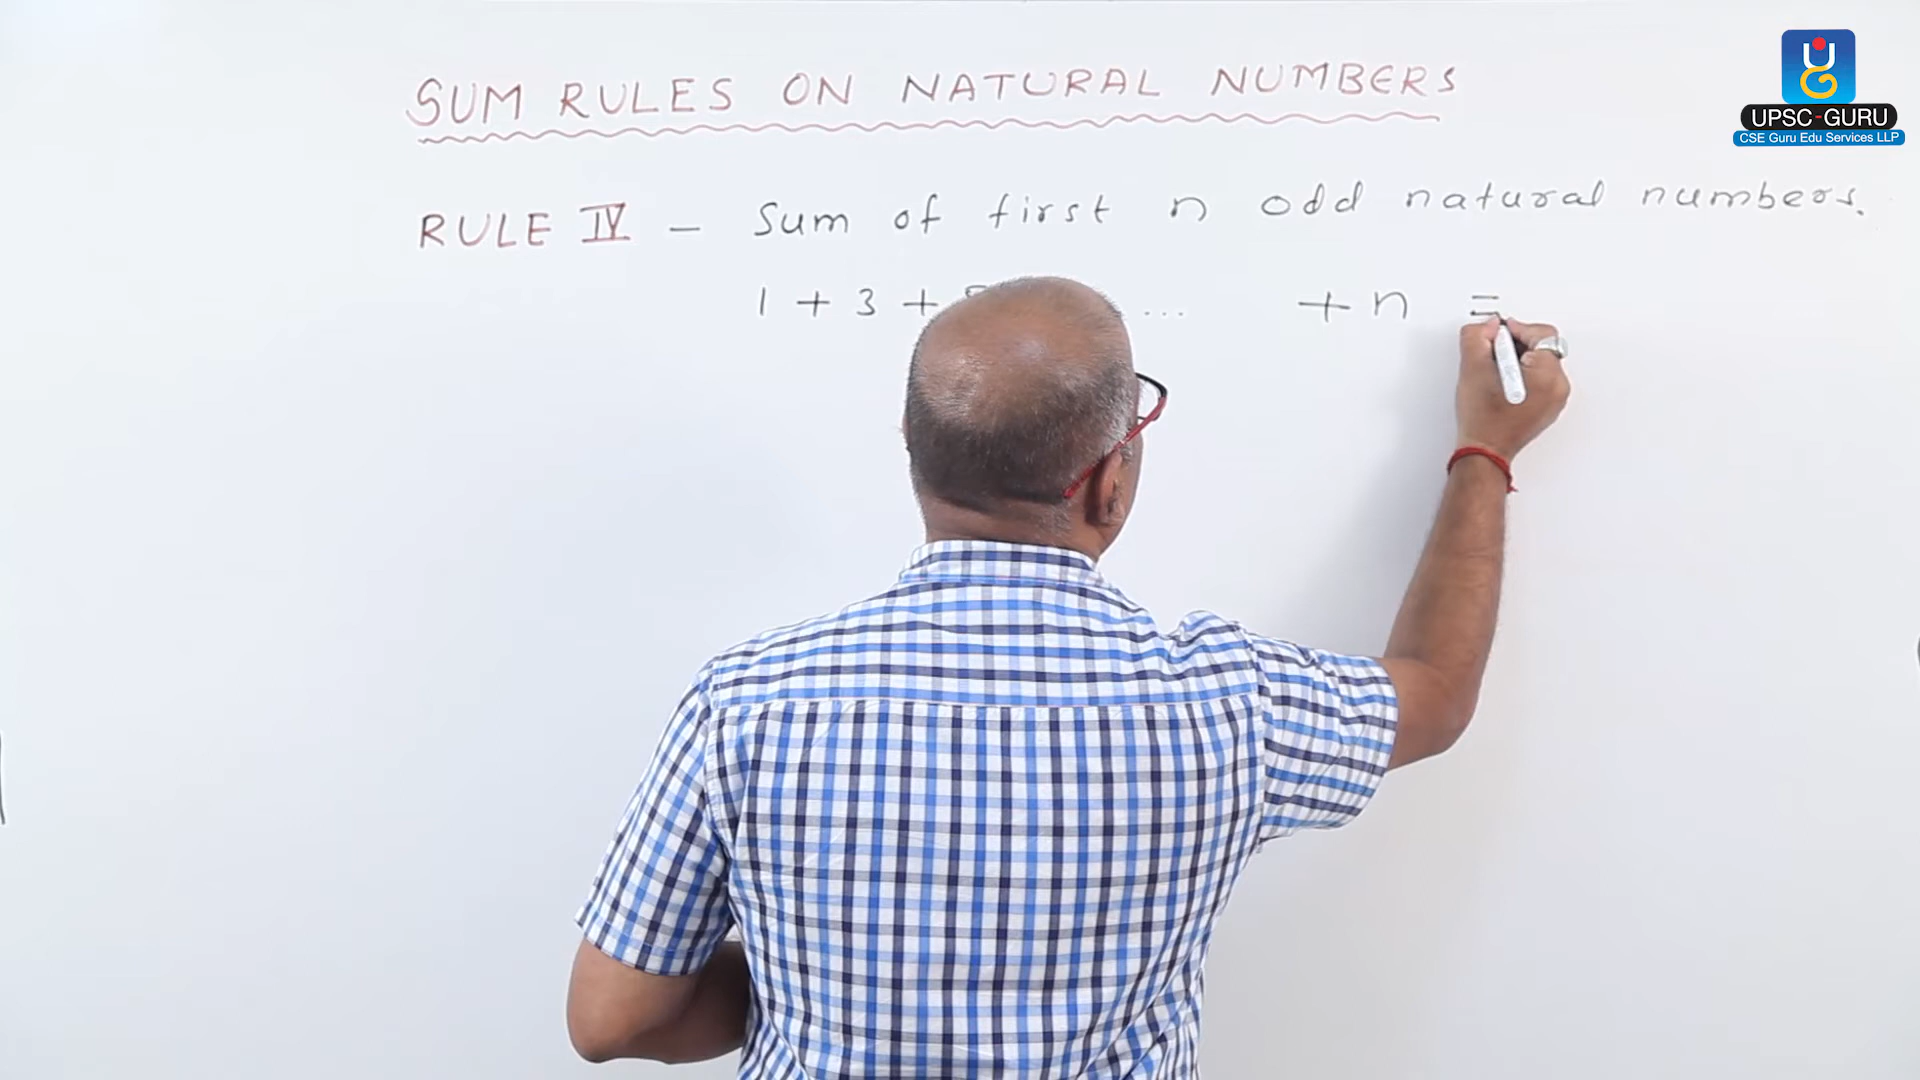 SUM RULES ON NATURAL NUMBERS
UPSC-GURU
CSE Guru Edu Services LLP
RULE IV - Sum of first n odd natural numbers.
1 + 3 + ... + n =